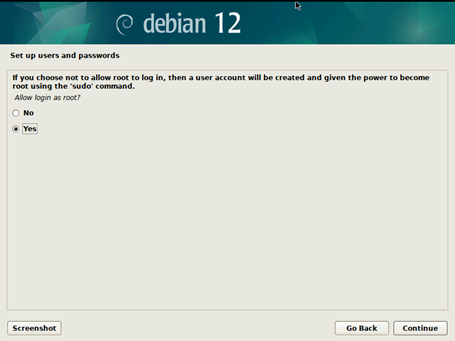 debian 12
Set up users and passwords
If you choose not to allow root to log in, then a user account will be created and given the power to become
root using the 'sudo' command.
Allow login as root?
No
Yes
Screenshot
Go Back
Continue